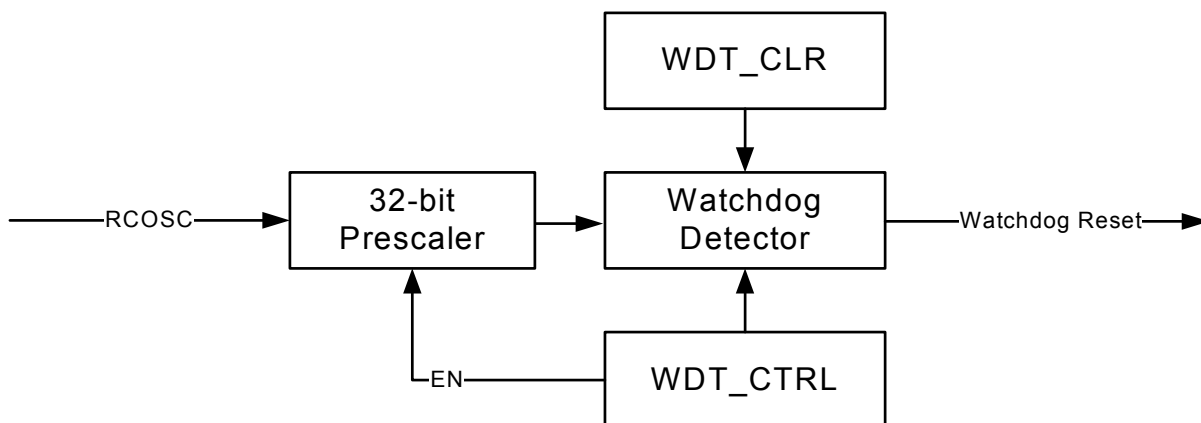 WDT_CLR
RCOSC
32-bit
Prescaler
Watchdog
Detector
Watchdog Reset
EN
WDT_CTRL